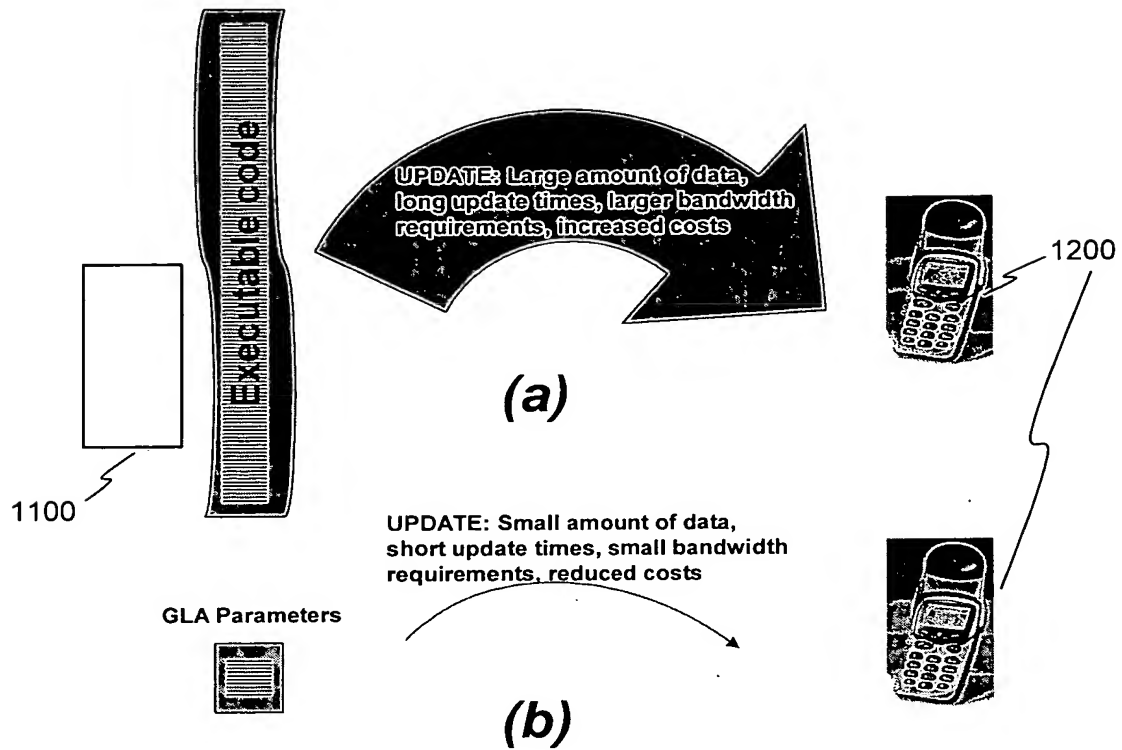 Executable code
UPDATE: Large amount of data,
long update times, larger bandwidth
requirements, increased costs
1200
(a)
1100
UPDATE: Small amount of data,
short update times, small bandwidth
requirements, reduced costs
GLA Parameters
(b)